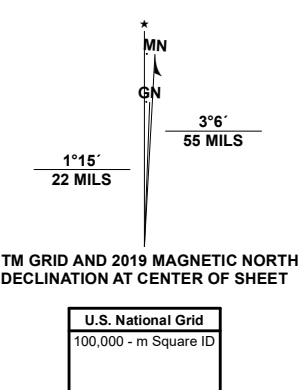 ★
MN
GN
3°6´
55 MILS
1°15´
22 MILS
TM GRID AND 2019 MAGNETIC NORTH
DECLINATION AT CENTER OF SHEET
U.S. National Grid
100,000 - m Square ID